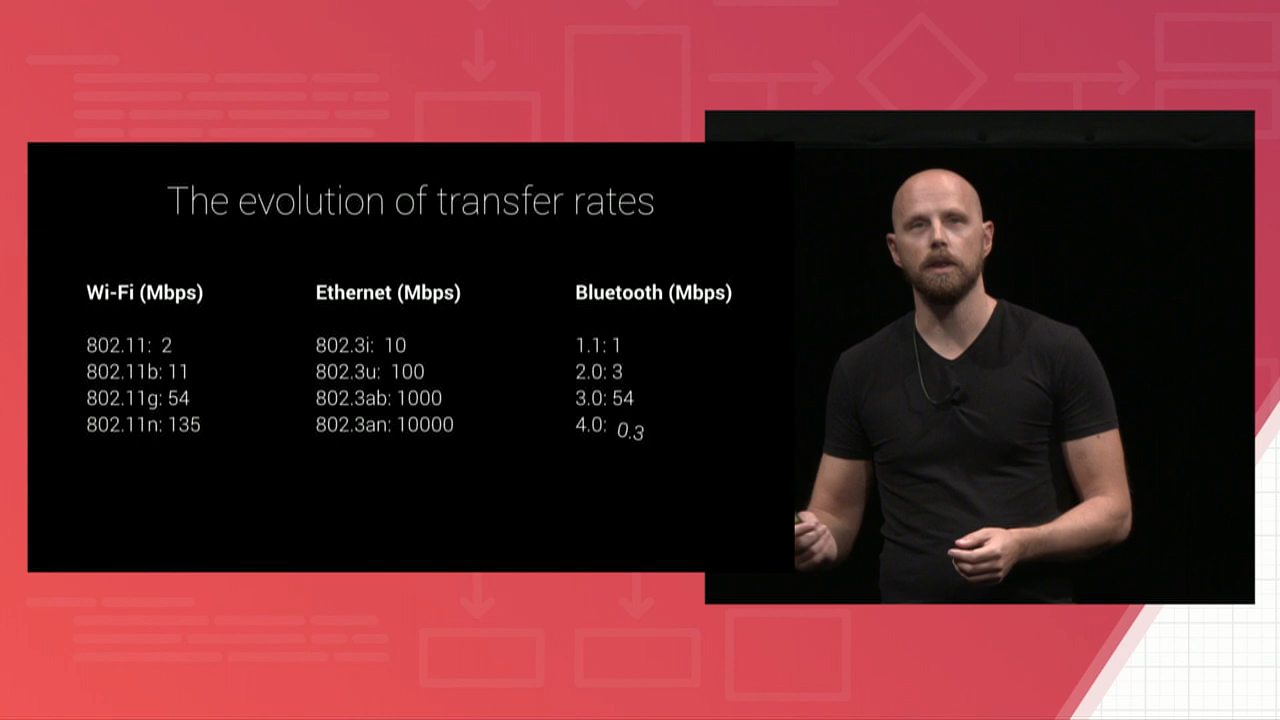 The evolution of transfer rates
Wi-Fi (Mbps)
802.11: 2
802.11b: 11
802.11g: 54
802.11n: 135
Ethernet (Mbps)
802.3i: 10
802.3u: 100
802.3ab: 1000
802.3an: 10000
Bluetooth (Mbps)
1.1: 1
2.0: 3
3.0: 54
4.0: 0.3